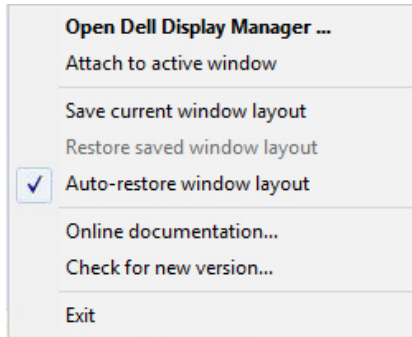 Open Dell Display Manager ...
Attach to active window
Save current window layout
Restore saved window layout
Auto-restore window layout
Online documentation...
Check for new version...
Exit